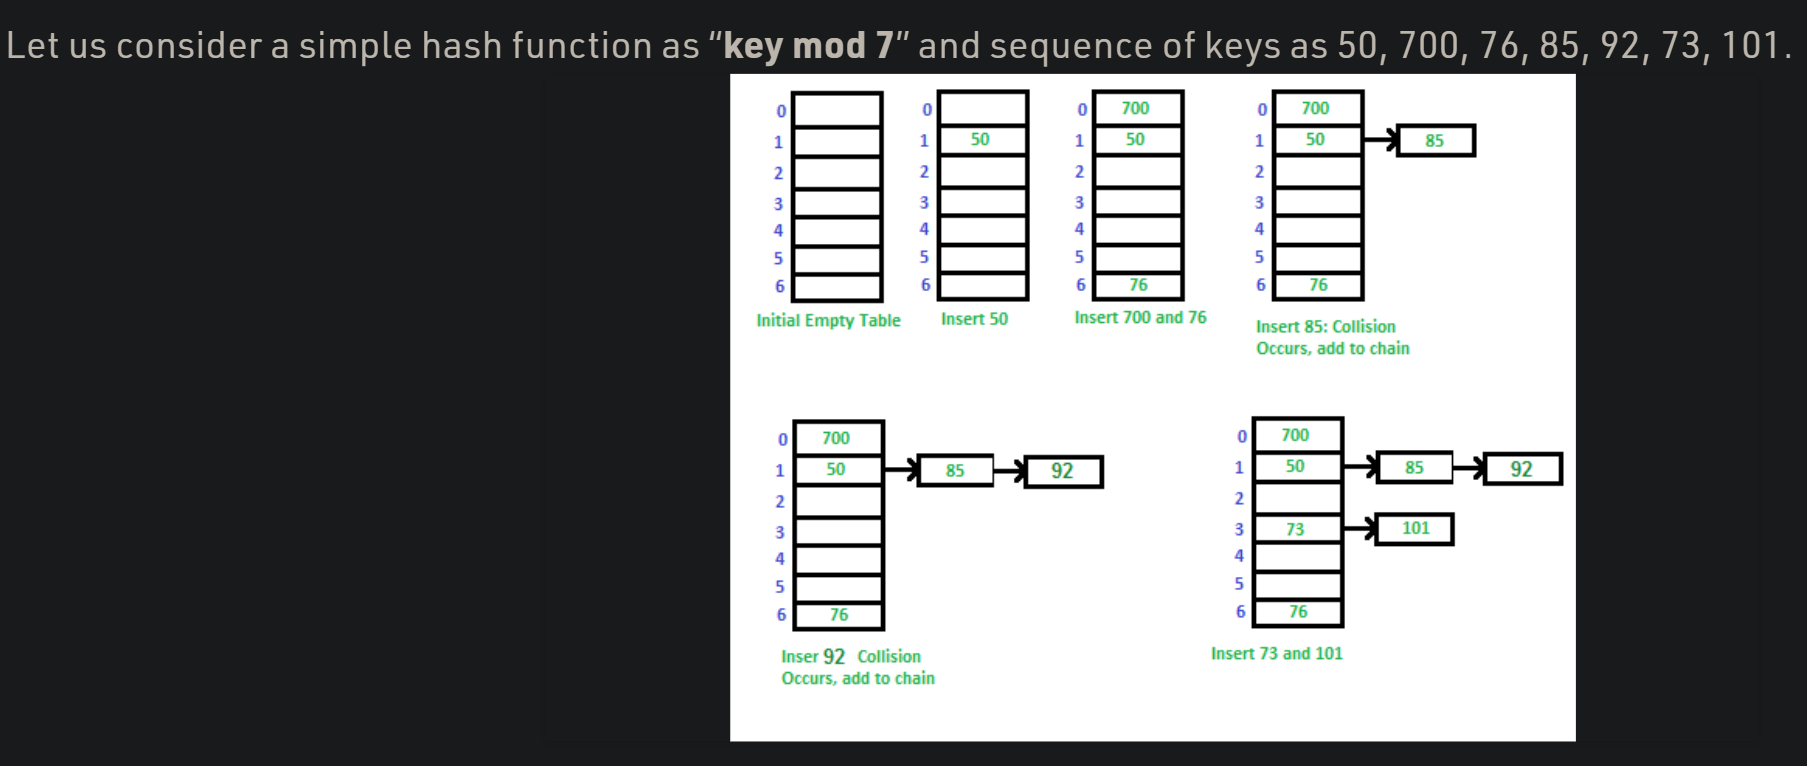 Let us consider a simple hash function as “key mod 7” and sequence of keys as 50, 700, 76, 85, 92, 73, 101.
0
1
2
3
4
5
6
Initial Empty Table
0
1 50
2
3
4
5
6
Insert 50
0 700
1 50
2
3
4
5
6 76
Insert 700 and 76
0 700
1 50 85
2
3
4
5
6 76
Insert 85: Collision
Occurs, add to chain
0 700
1 50 85 92
2
3
4
5
6 76
Inser 92 Collision
Occurs, add to chain
0 700
1 50 85 92
2
3 73 101
4
5
6 76
Insert 73 and 101